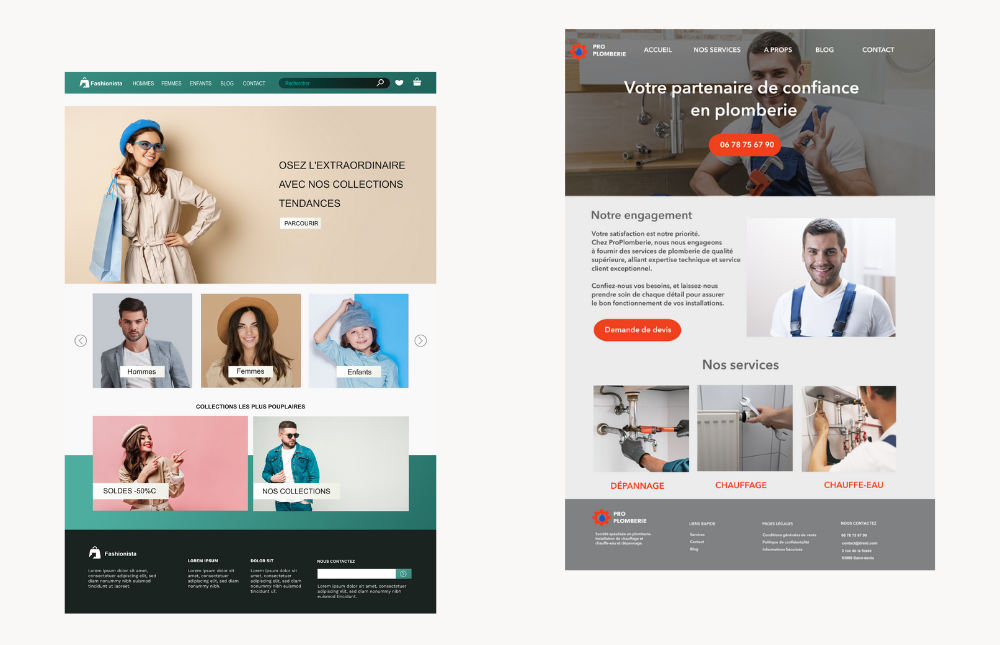 Fashionista
HOMMES FEMMES ENFANTS BLOG CONTACT
Rechercher
OSEZ L'EXTRAORDINAIRE
AVEC NOS COLLECTIONS
TENDANCES
PARCOURIR
Hommes
Femmes
Enfants
COLLECTIONS LES PLUS POUPLAIRES
SOLDES -50%C
NOS COLLECTIONS
Fashionista
Lorem ipsum dolor sit amet,
consectetuer adipiscing elit, sed
diam nonummy nibh euismod
tincidunt ut laoreet.
LOREM IPSUM
Lorem ipsum dolor sit
amet, consectetuer
adipiscing elit, sed diam
nonummy nibh.
DOLOR SIT
Lorem ipsum dolor sit
amet, consectetuer
adipiscing elit, sed diam
nonummy nibh euismod
tincidunt ut.
NOUS CONTACTEZ
Lorem ipsum dolor sit amet, consectetuer
adipiscing elit, sed diam nonummy nibh
euismod tincidunt.
PRO
PLOMBERIE
ACCUEIL NOS SERVICES A PROPS BLOG CONTACT
Votre partenaire de confiance
en plomberie
06 78 75 67 90
Notre engagement
Votre satisfaction est notre priorité.
Chez ProPlomberie, nous nous engageons
à fournir des services de plomberie de qualité
supérieure, alliant expertise technique et service
client exceptionnel.
Confiez-nous vos besoins, et laissez-nous
prendre soin de chaque détail pour assurer
le bon fonctionnement de vos installations.
Demande de devis
Nos services
DÉPANNAGE
CHAUFFAGE
CHAUFFE-EAU
PRO
PLOMBERIE
Société spécialisée en plomberie,
installation de chauffage et
chauffe-eau et dépannage.
LIENS RAPIDS
Services
Contact
Blog
PAGES LÉGALES
Conditions générales de vente
Politique de confidentialité
NOUS CONTACTEZ
06 78 75 67 90